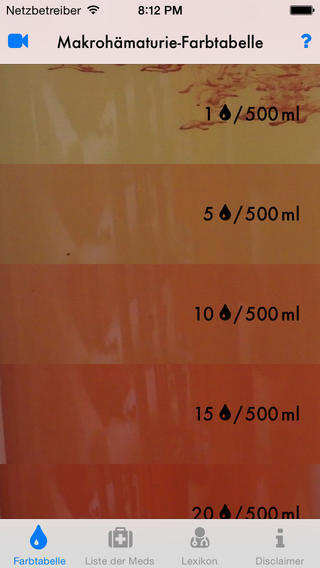 Netzbetreiber 8:12 PM
Makrohämaturie-Farbtabelle ?
1 /500 ml
5 /500 ml
10 /500 ml
15 /500 ml
20 /500 ml
Farbtabelle Liste der Meds Lexikon Disclaimer